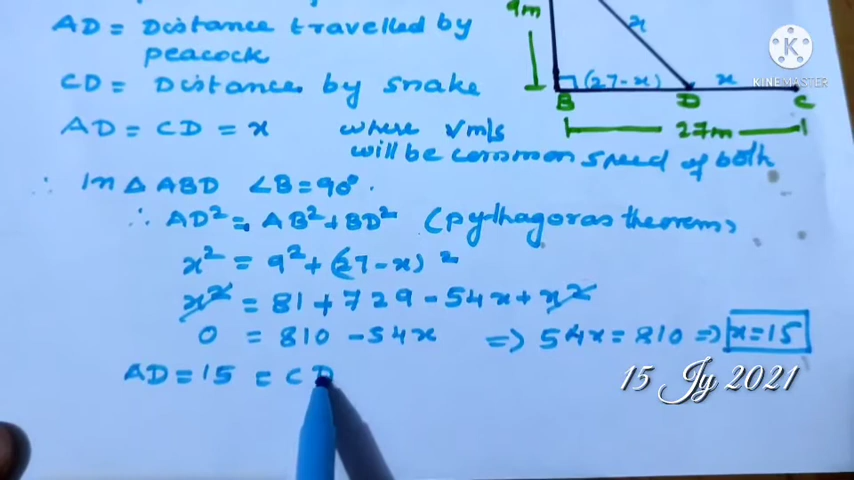 AD = Distance travelled by
peacock
CD = Distance by snake
AD = CD = x where v m/s
will be common speed of both
∴ In Δ ABD ∠B = 90°.
∴ AD² = AB² + BD² (pythagoras theorem)
x² = 9² + (27-x)²
x² = 81 + 729 - 54x + x²
0 = 810 - 54x => 54x = 810 => x = 15
AD = 15 = CD
9m
x
(27-x)
x
B
D
C
27m
K
KINEMASTER
15 Jy 2021